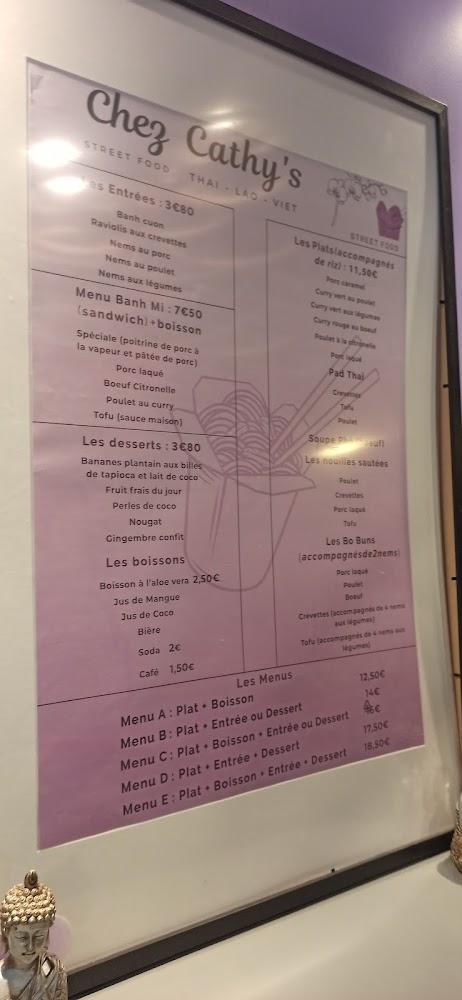 Chez Cathy's
STREET FOOD THAI - LAO - VIET
STREET FOOD
Les Entrées : 3€80
Banh cuon
Raviolis aux crevettes
Nems au porc
Nems au poulet
Nems aux légumes
Menu Banh Mi : 7€50
(sandwich)+boisson
Spéciale (poitrine de porc à
la vapeur et pâtée de porc)
Porc laqué
Boeuf Citronelle
Poulet au curry
Tofu (sauce maison)
Les desserts : 3€80
Bananes plantain aux billes
de tapioca et lait de coco
Fruit frais du jour
Perles de coco
Nougat
Gingembre confit
Les boissons
Boisson à l'aloe vera 2,50€
Jus de Mangue
Jus de Coco
Bière
Soda 2€
Café 1,50€
Les Plats(accompagnés
de riz) : 11,50€
Porc caramel
Curry vert au poulet
Curry vert aux légumes
Curry rouge au boeuf
Poulet à la citronelle
Porc laqué
Pad Thai
Crevettes
Tofu
Poulet
Soupe
Les nouilles sautées
Poulet
Crevettes
Porc laqué
Tofu
Les Bo Buns
(accompagnésde2nems)
Porc laqué
Poulet
Boeuf
Crevettes (accompagnés de 4 nems
aux légumes)
Tofu (accompagnés de 4 nems aux
légumes)
Les Menus
Menu A : Plat + Boisson 12,50€
Menu B : Plat + Entrée ou Dessert 14€
Menu C : Plat + Boisson + Entrée ou Dessert
Menu D : Plat + Entrée + Dessert 17,50€
Menu E : Plat + Boisson + Entrée + Dessert 18,50€